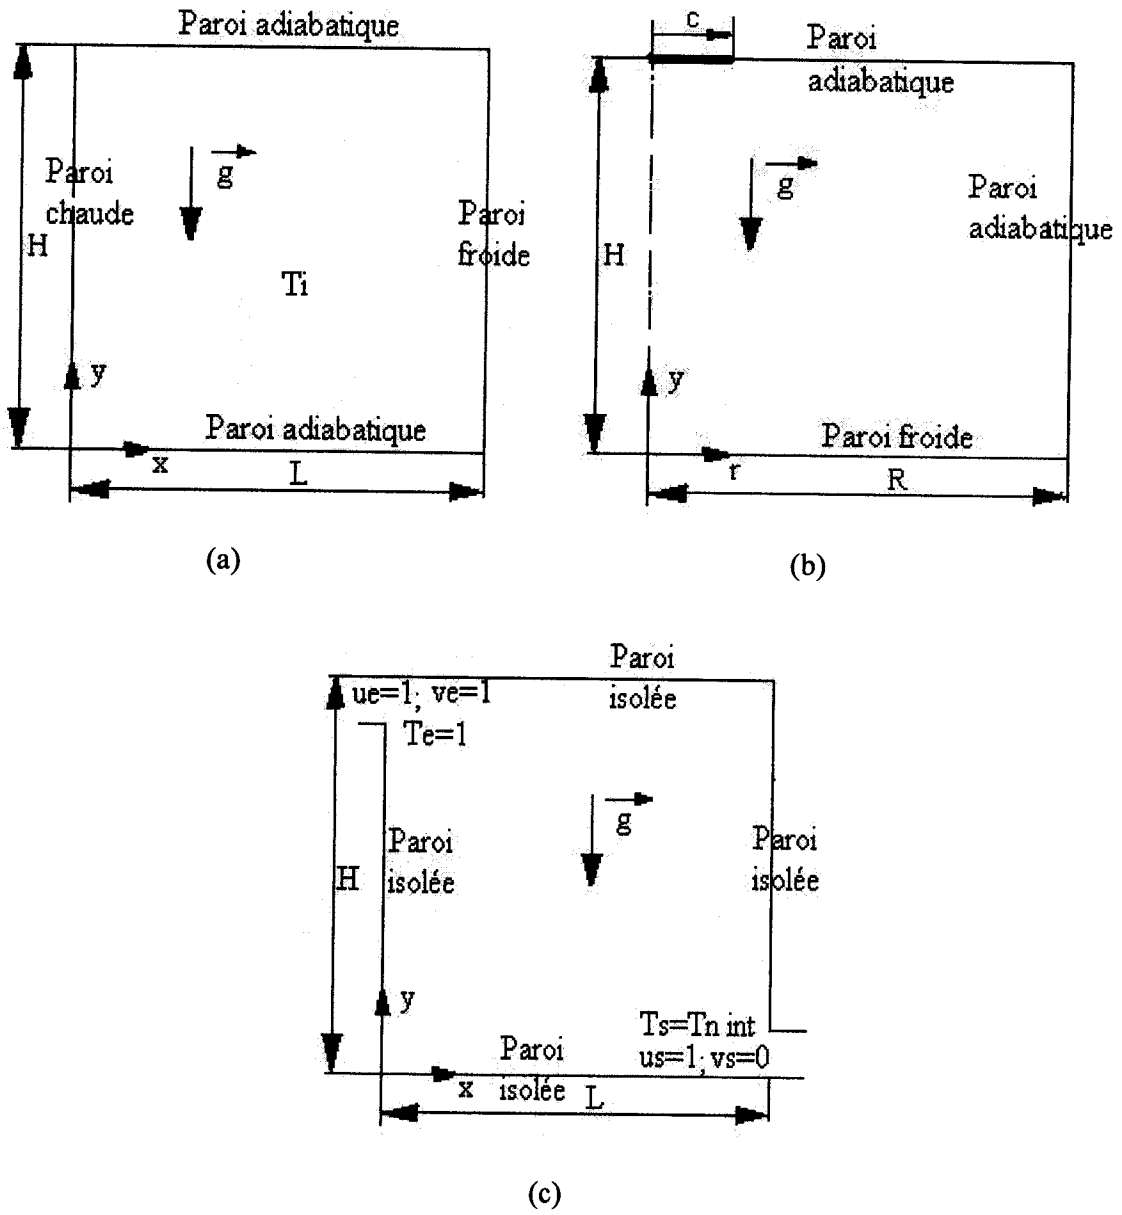 Paroi adiabatique
Paroi
chaude
H
g
Ti
Paroi
froide
y
Paroi adiabatique
x
L
(a)
c
Paroi
adiabatique
g
Paroi
adiabatique
H
y
Paroi froide
r
R
(b)
Paroi
isolée
ue=1; ve=1
Te=1
g
Paroi
isolée
H
Paroi
isolée
y
Ts=Tn int
us=1; vs=0
Paroi
isolée
x
L
(c)